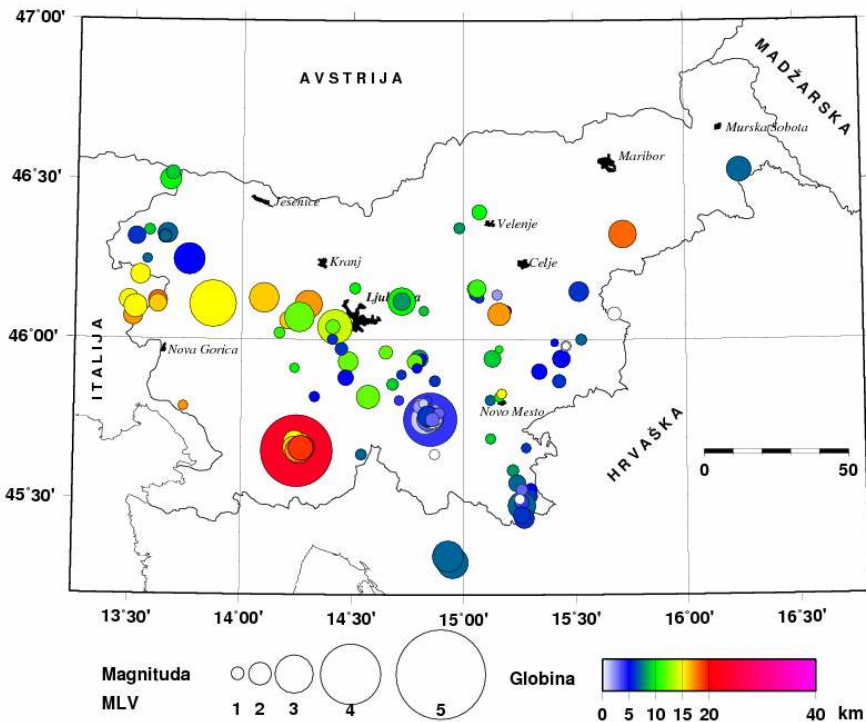 47°00'
AVSTRIJA
MADŽARSKA
Murska Sobota
Maribor
46°30'
Jesenice
Velenje
Kranj
Celje
Ljubljana
46°00'
ITALIJA
Nova Gorica
Novo Mesto
HRVAŠKA
0 50
45°30'
13°30' 14°00' 14°30' 15°00' 15°30' 16°00' 16°30'
Magnituda
MLV
1 2 3 4 5
Globina
0 5 10 15 20 40 km